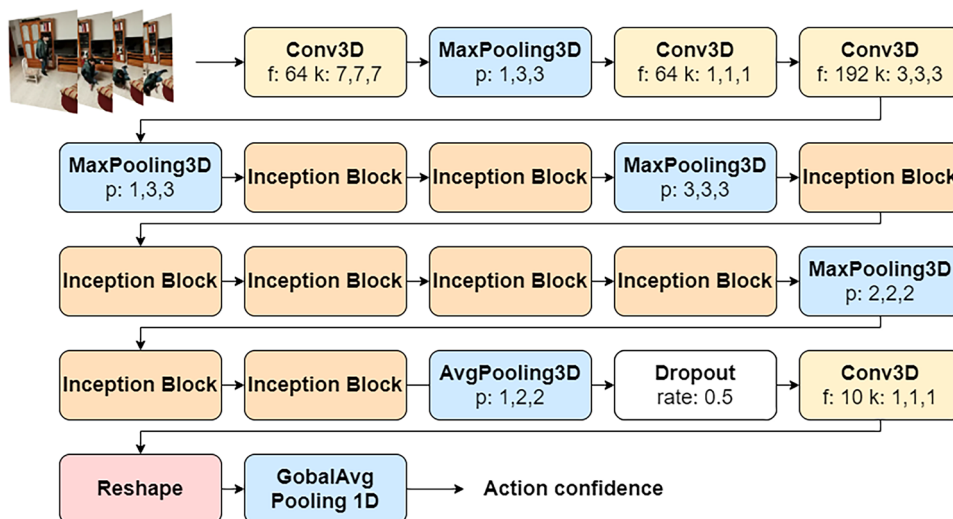 Conv3D
f: 64 k: 7,7,7
MaxPooling3D
p: 1,3,3
Conv3D
f: 64 k: 1,1,1
Conv3D
f: 192 k: 3,3,3
MaxPooling3D
p: 1,3,3
Inception Block
Inception Block
MaxPooling3D
p: 3,3,3
Inception Block
Inception Block
Inception Block
Inception Block
Inception Block
MaxPooling3D
p: 2,2,2
Inception Block
Inception Block
AvgPooling3D
p: 1,2,2
Dropout
rate: 0.5
Conv3D
f: 10 k: 1,1,1
Reshape
GobalAvg
Pooling 1D
Action confidence